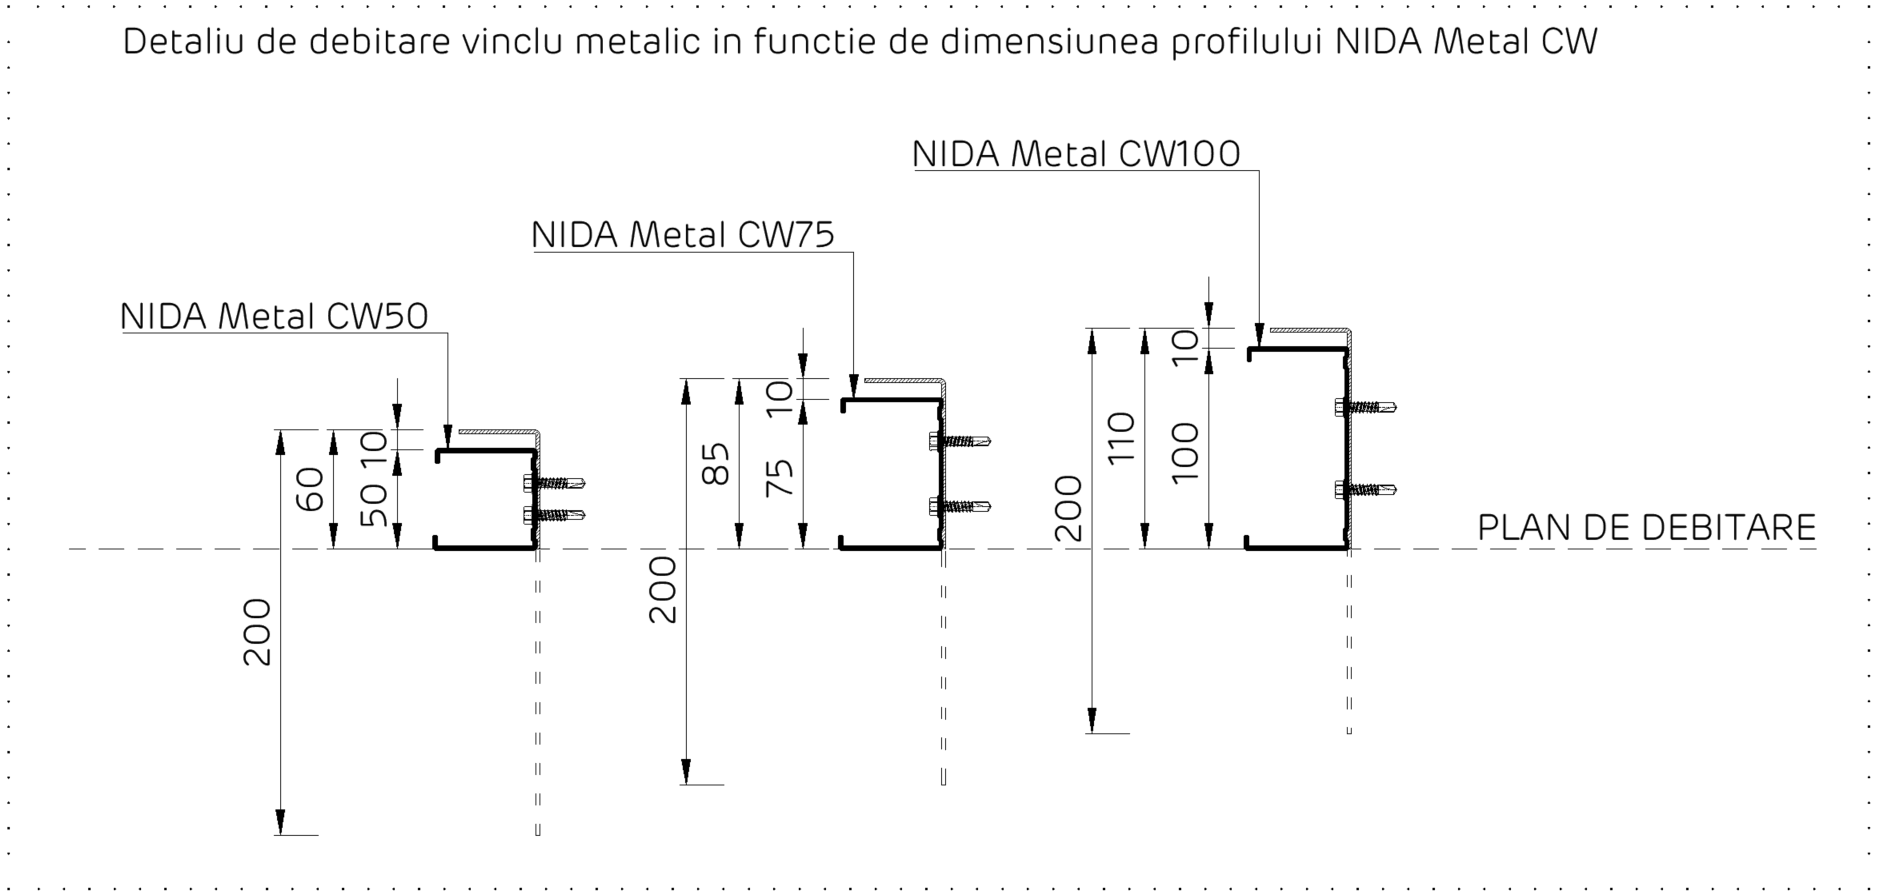 Detaliu de debitare vinclu metalic in functie de dimensiunea profilului NIDA Metal CW
NIDA Metal CW100
NIDA Metal CW75
NIDA Metal CW50
200
60
10
50
200
85
10
75
200
110
10
100
PLAN DE DEBITARE